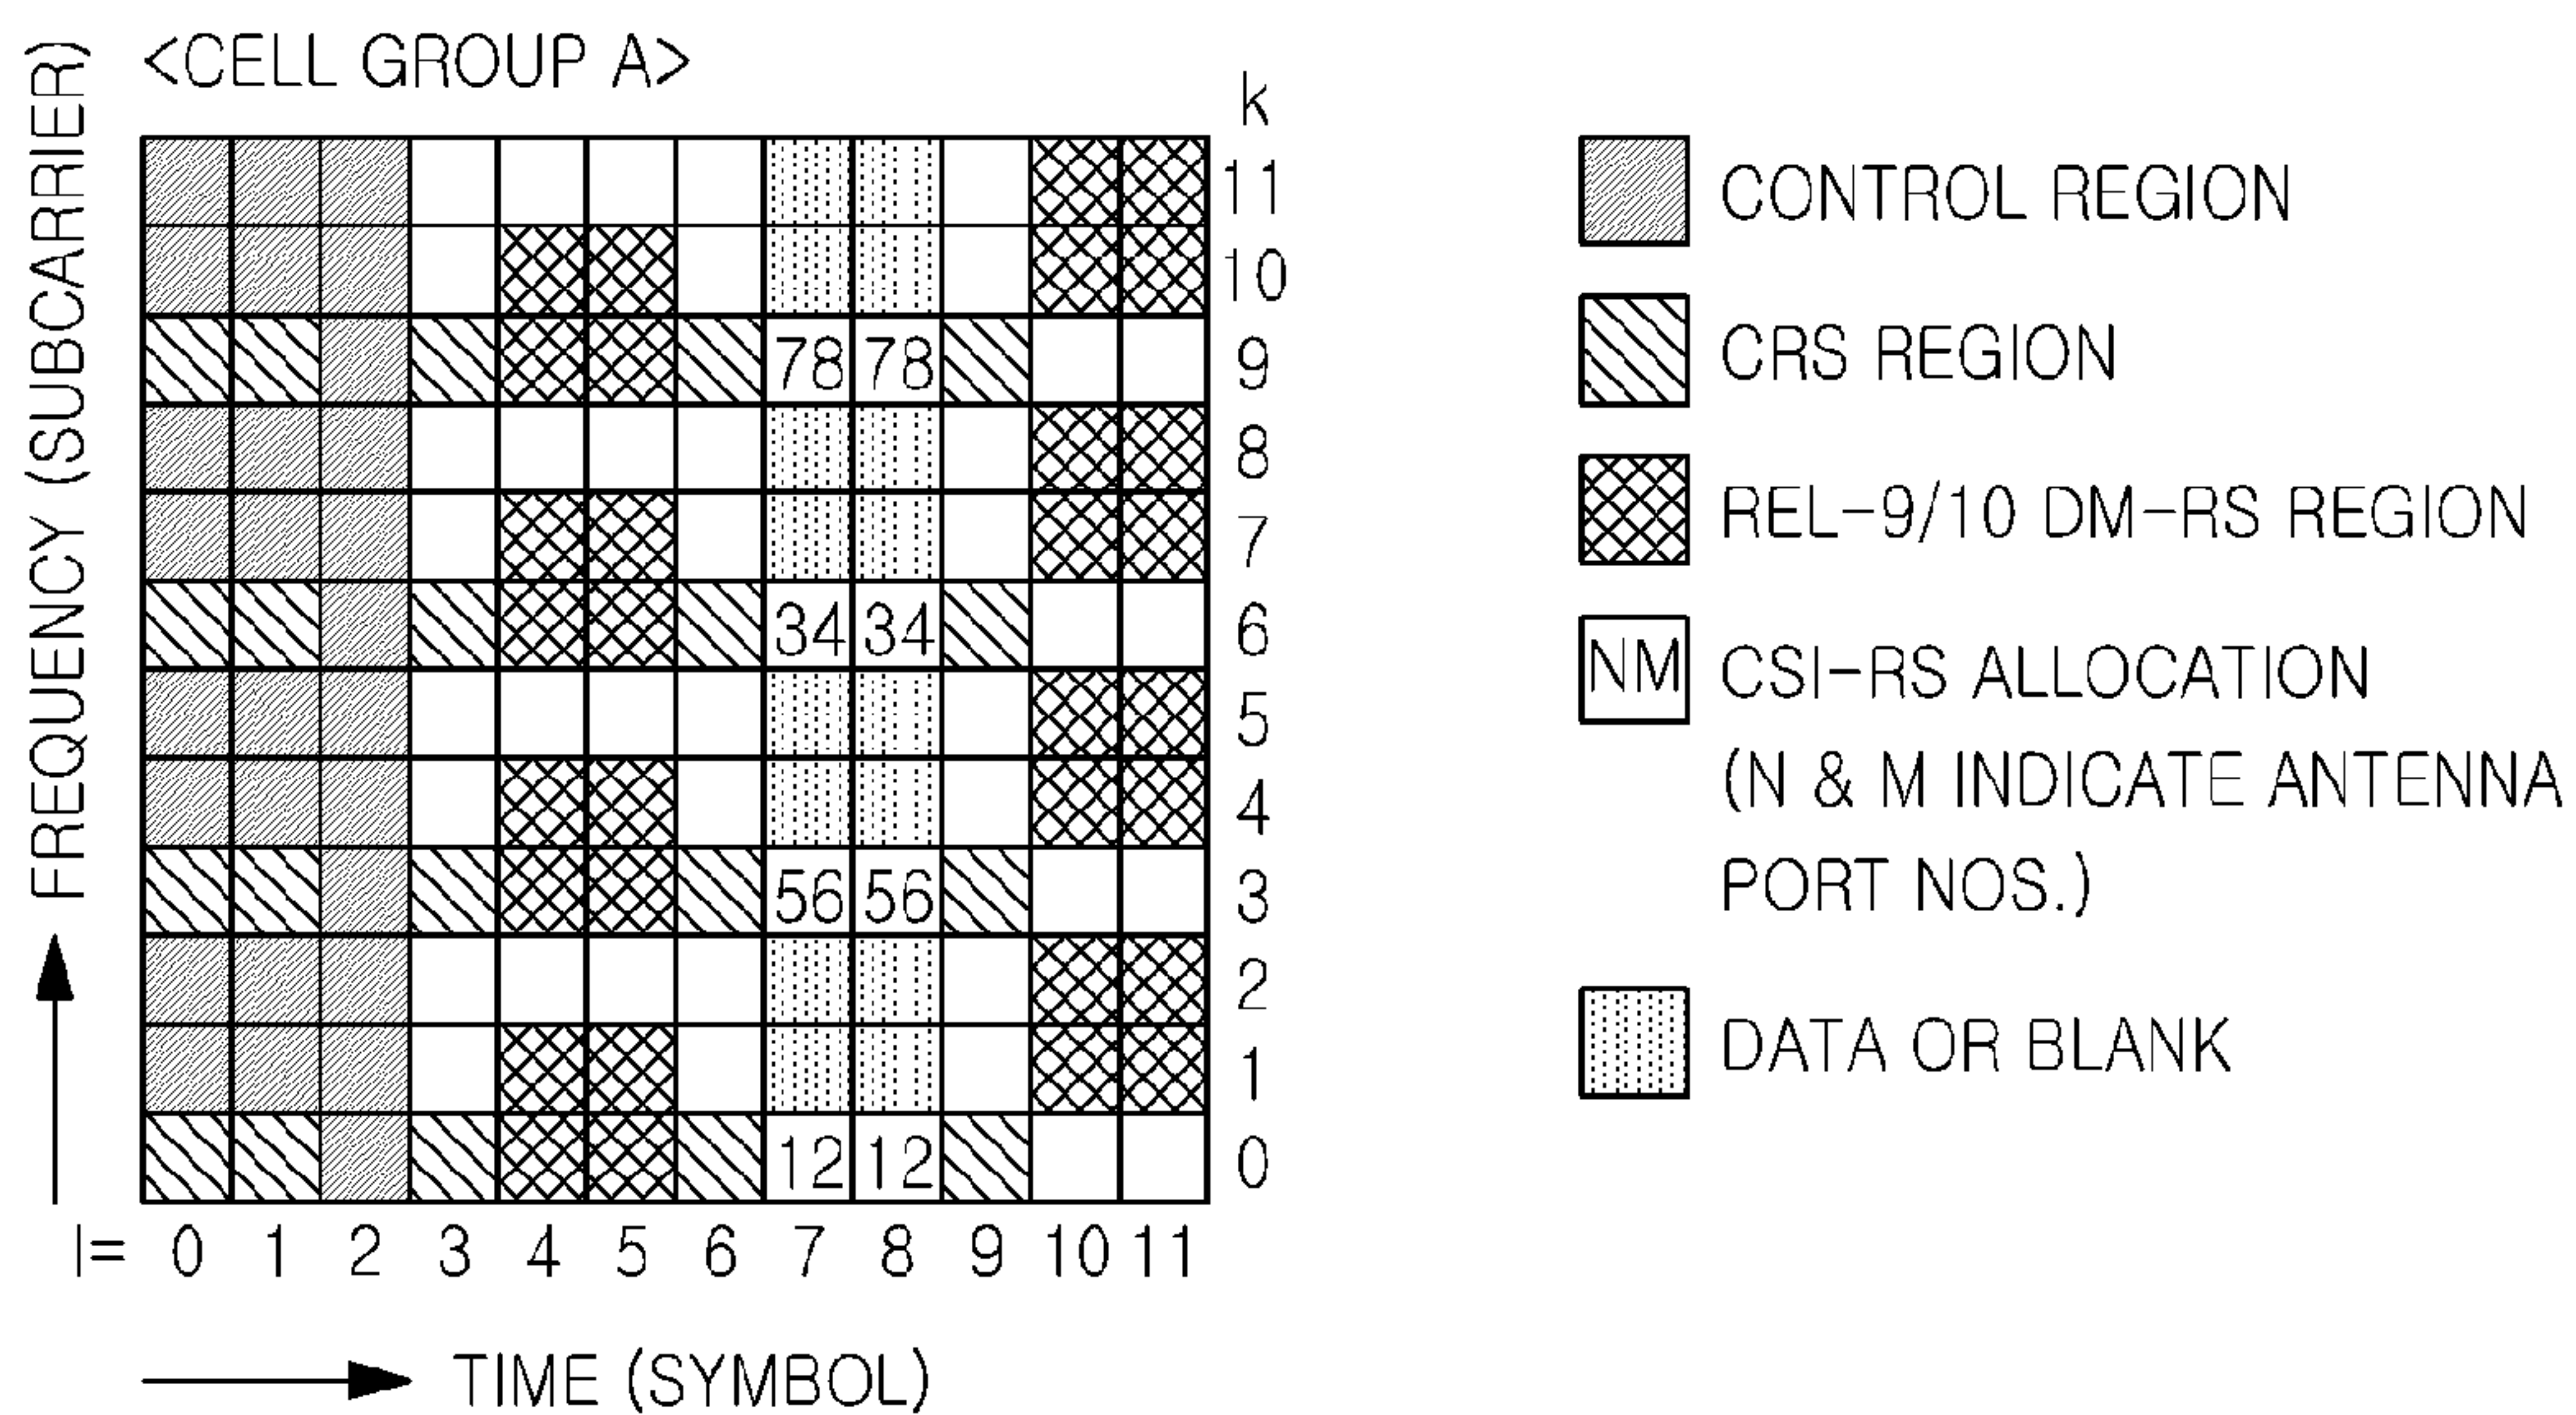 <CELL GROUP A>
FREQUENCY (SUBCARRIER)
k
11
10
78 78 9
8
7
34 34 6
5
4
56 56 3
2
1
12 12 0
l= 0 1 2 3 4 5 6 7 8 9 10 11
TIME (SYMBOL)
CONTROL REGION
CRS REGION
REL-9/10 DM-RS REGION
NM CSI-RS ALLOCATION
(N & M INDICATE ANTENNA
PORT NOS.)
DATA OR BLANK